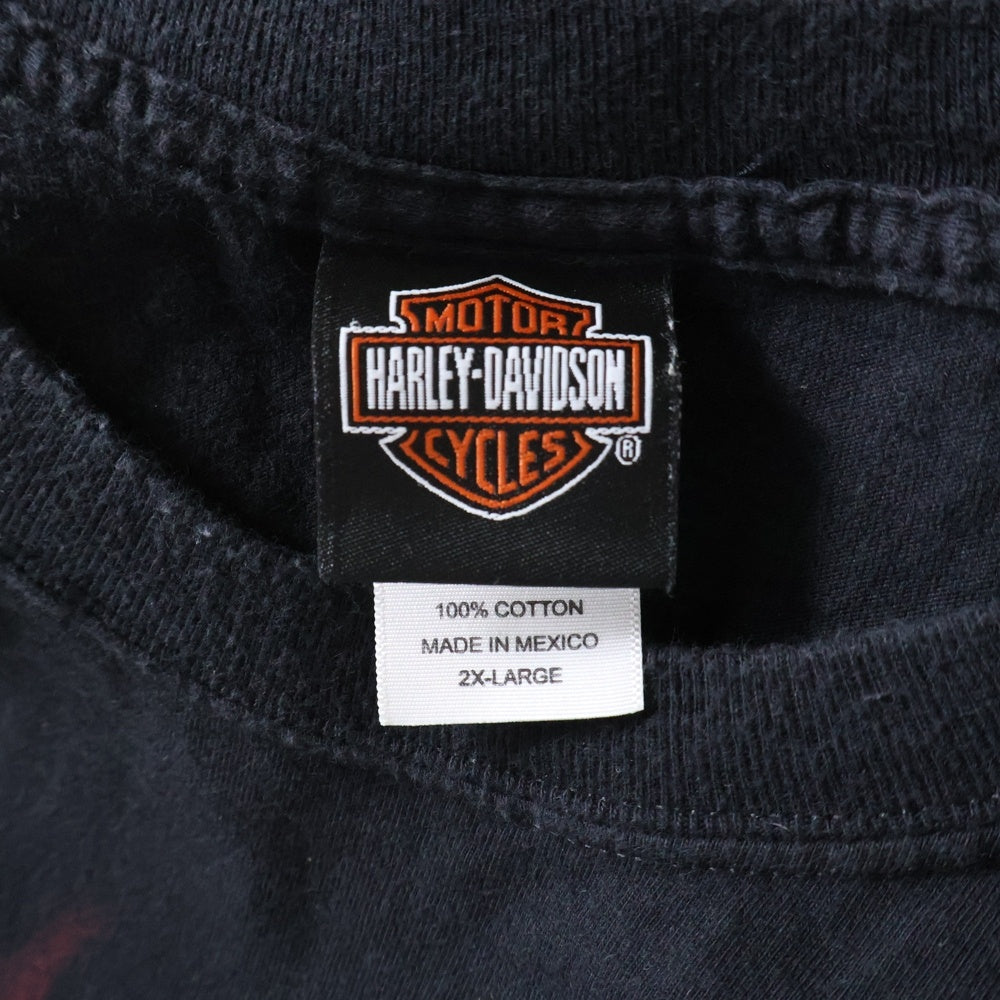 MOTOR
HARLEY-DAVIDSON
CYCLES
®
100% COTTON
MADE IN MEXICO
2X-LARGE